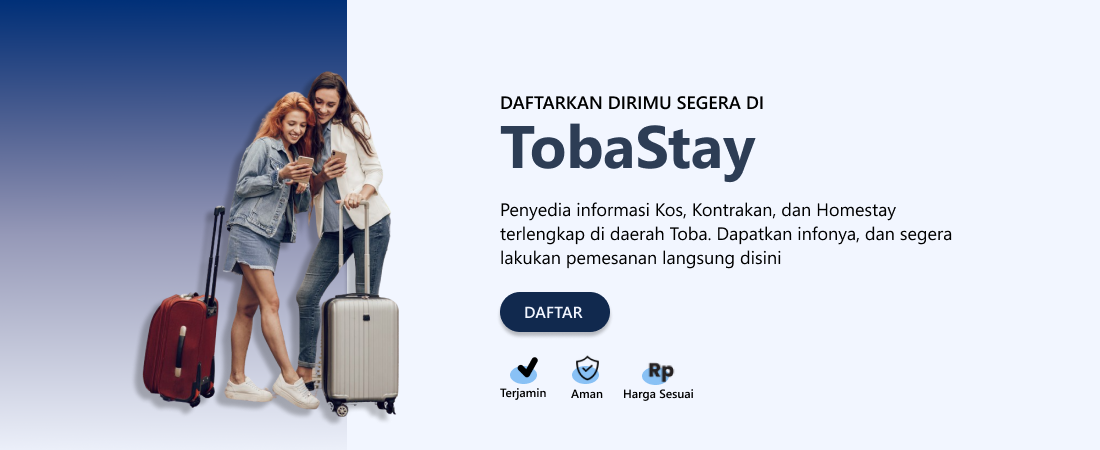 DAFTARKAN DIRIMU SEGERA DI
TobaStay
Penyedia informasi Kos, Kontrakan, dan Homestay
terlengkap di daerah Toba. Dapatkan infonya, dan segera
lakukan pemesanan langsung disini
DAFTAR
Rp
Terjamin Aman Harga Sesuai